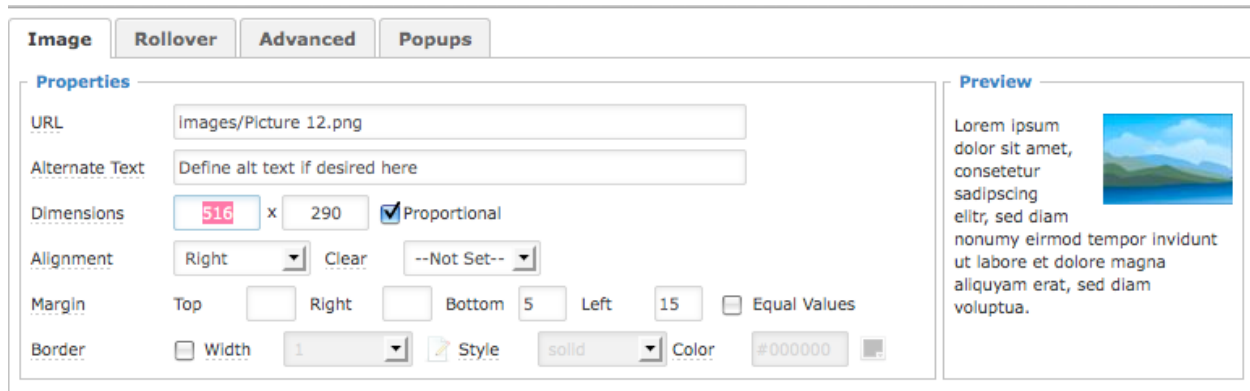 Image Rollover Advanced Popups
Properties
URL images/Picture 12.png
Alternate Text Define alt text if desired here
Dimensions 516 x 290 Proportional
Alignment Right Clear --Not Set--
Margin Top Right Bottom 5 Left 15 Equal Values
Border Width 1 Style solid Color #000000
Preview
Lorem ipsum
dolor sit amet,
consetetur
sadipscing
elitr, sed diam
nonumy eirmod tempor invidunt
ut labore et dolore magna
aliquyam erat, sed diam
voluptua.